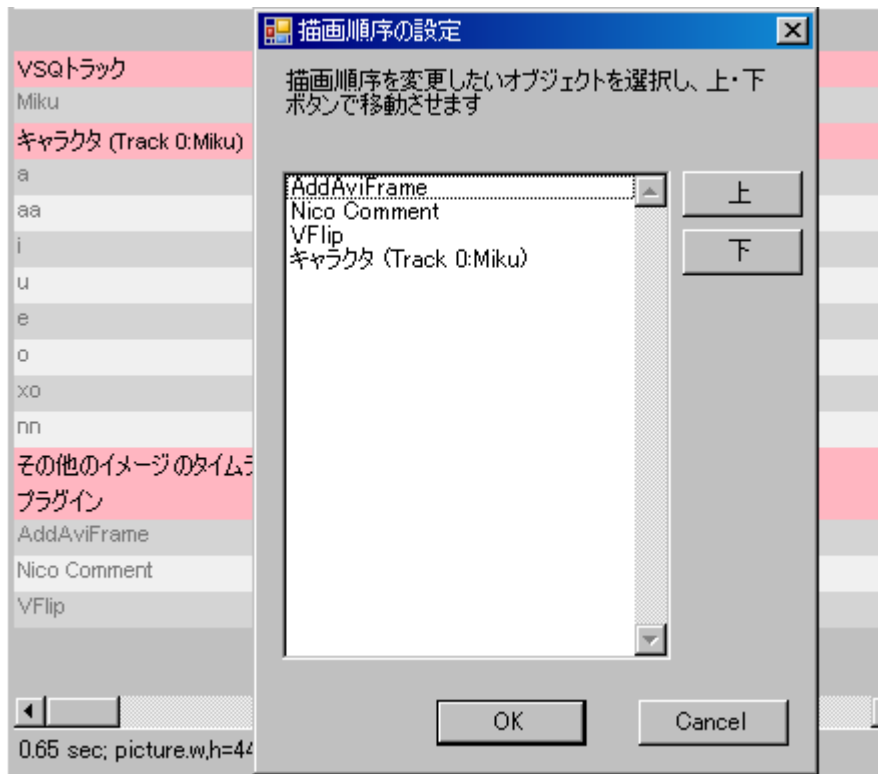 描画順序の設定
描画順序を変更したいオブジェクトを選択し、上・下
ボタンで移動させます
AddAviFrame
Nico Comment
VFlip
キャラクタ (Track 0:Miku)
上
下
OK
Cancel
VSQトラック
Miku
キャラクタ (Track 0:Miku)
a
aa
i
u
e
o
xo
nn
その他のイメージのタイムラ
プラグイン
AddAviFrame
Nico Comment
VFlip
0.65 sec; picture.w,h=44